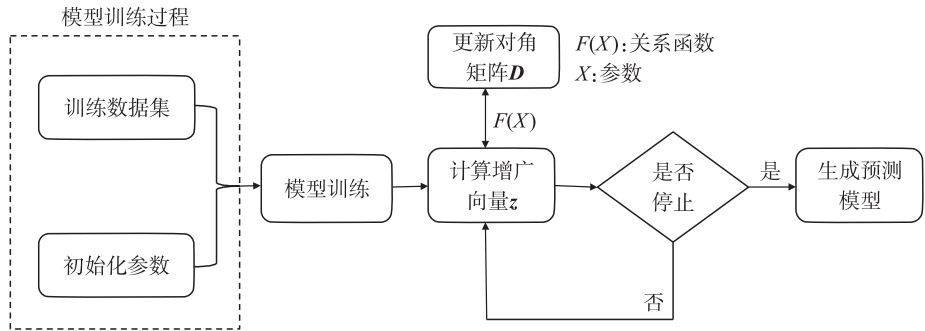 模型训练过程
训练数据集
初始化参数
模型训练
更新对角
矩阵D
F(X):关系函数
X:参数
F(X)
计算增广
向量z
是否
停止
是
否
生成预测
模型